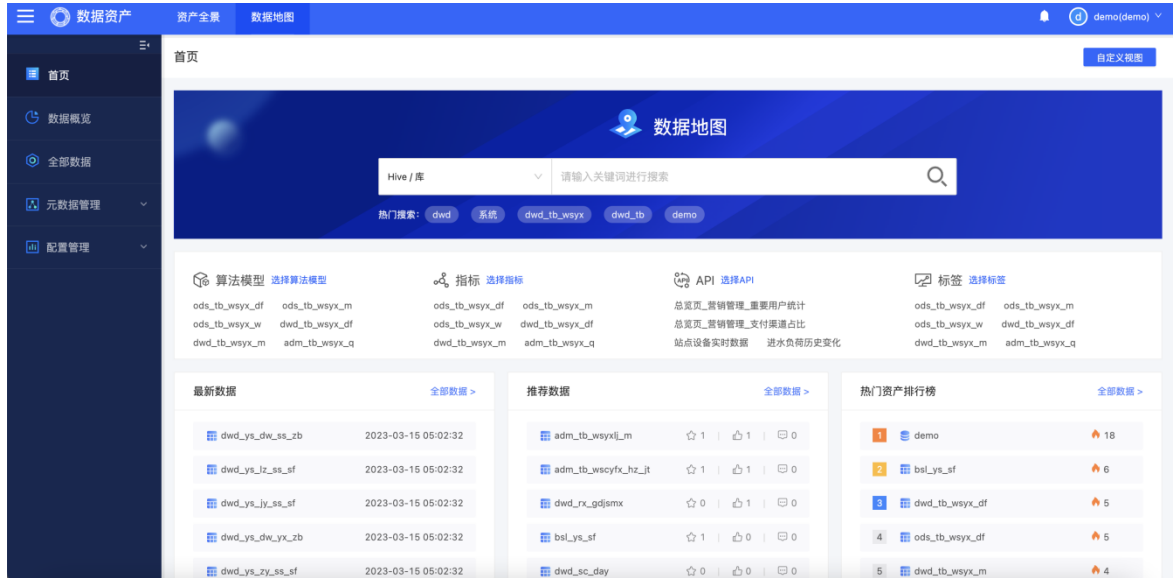 数据资产 资产全景 数据地图 d demo(demo)
首页 自定义视图
首页
数据概览
全部数据
元数据管理
配置管理
数据地图
Hive / 库 请输入关键词进行搜索
热门搜索: dwd 系统 dwd_tb_wsyx dwd_tb demo
算法模型 选择算法模型 指标 选择指标 API API 选择API 标签 选择标签
ods_tb_wsyx_df ods_tb_wsyx_m ods_tb_wsyx_df ods_tb_wsyx_m 总览页_营销管理_重要用户统计 ods_tb_wsyx_df ods_tb_wsyx_m
ods_tb_wsyx_w dwd_tb_wsyx_df ods_tb_wsyx_w dwd_tb_wsyx_df 总览页_营销管理_支付渠道占比 ods_tb_wsyx_w dwd_tb_wsyx_df
dwd_tb_wsyx_m adm_tb_wsyx_q dwd_tb_wsyx_m adm_tb_wsyx_q 站点设备实时数据 进水负荷历史变化 dwd_tb_wsyx_m adm_tb_wsyx_q
最新数据 全部数据 > 推荐数据 全部数据 > 热门资产排行榜 全部数据 >
dwd_ys_dw_ss_zb 2023-03-15 05:02:32 adm_tb_wsyxlj_m 1 1 0 1 demo 18
dwd_ys_lz_ss_sf 2023-03-15 05:02:32 adm_tb_wscyfx_hz_jt 1 1 0 2 bsl_ys_sf 6
dwd_ys_jy_ss_sf 2023-03-15 05:02:32 dwd_rx_gdjsmx 0 1 0 3 dwd_tb_wsyx_df 5
dwd_ys_dw_yx_zb 2023-03-15 05:02:32 bsl_ys_sf 1 0 0 4 ods_tb_wsyx_df 5
dwd_ys_zy_ss_sf 2023-03-15 05:02:32 dwd_sc_day 0 0 0 5 dwd_tb_wsyx_m 4